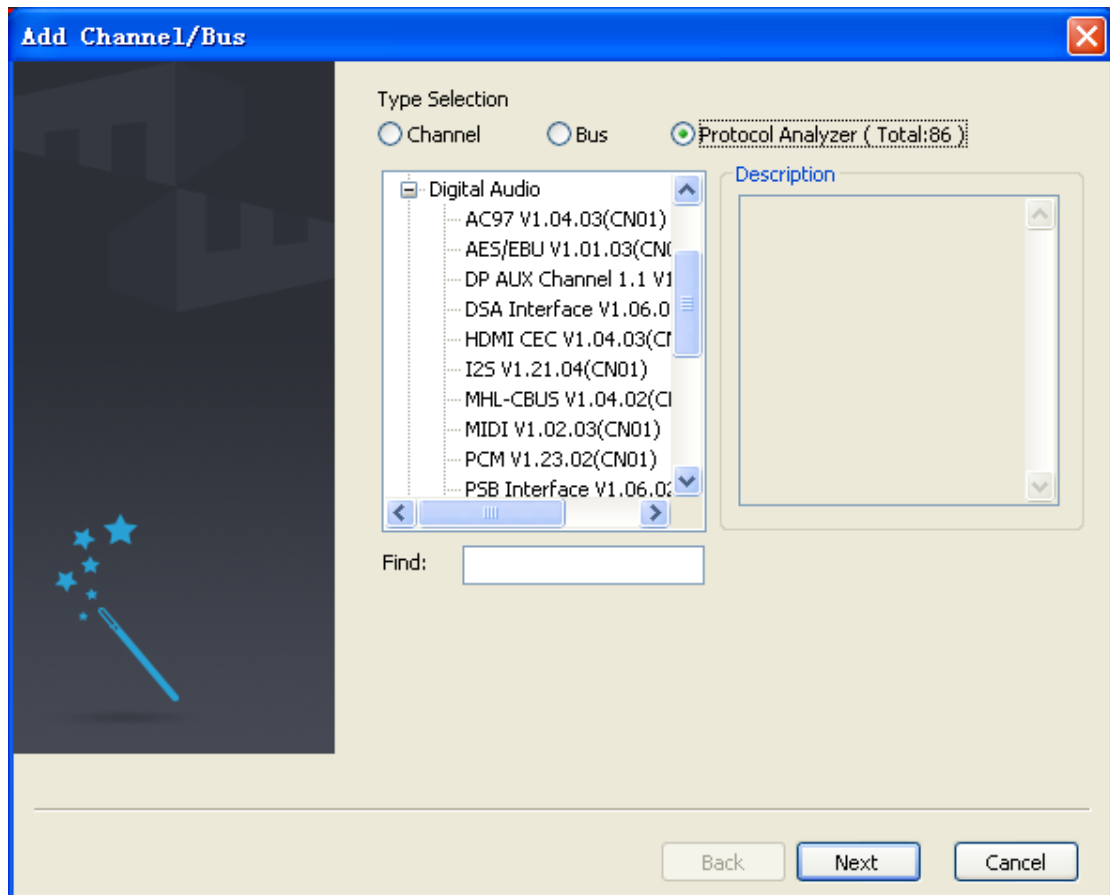 Add Channel/Bus
Type Selection
Channel Bus Protocol Analyzer ( Total:86 )
Digital Audio
AC97 V1.04.03(CN01)
AES/EBU V1.01.03(CN
DP AUX Channel 1.1 V1
DSA Interface V1.06.0
HDMI CEC V1.04.03(C
I2S V1.21.04(CN01)
MHL-CBUS V1.04.02(C
MIDI V1.02.03(CN01)
PCM V1.23.02(CN01)
PSB Interface V1.06.02
Description
Find:
Back Next Cancel